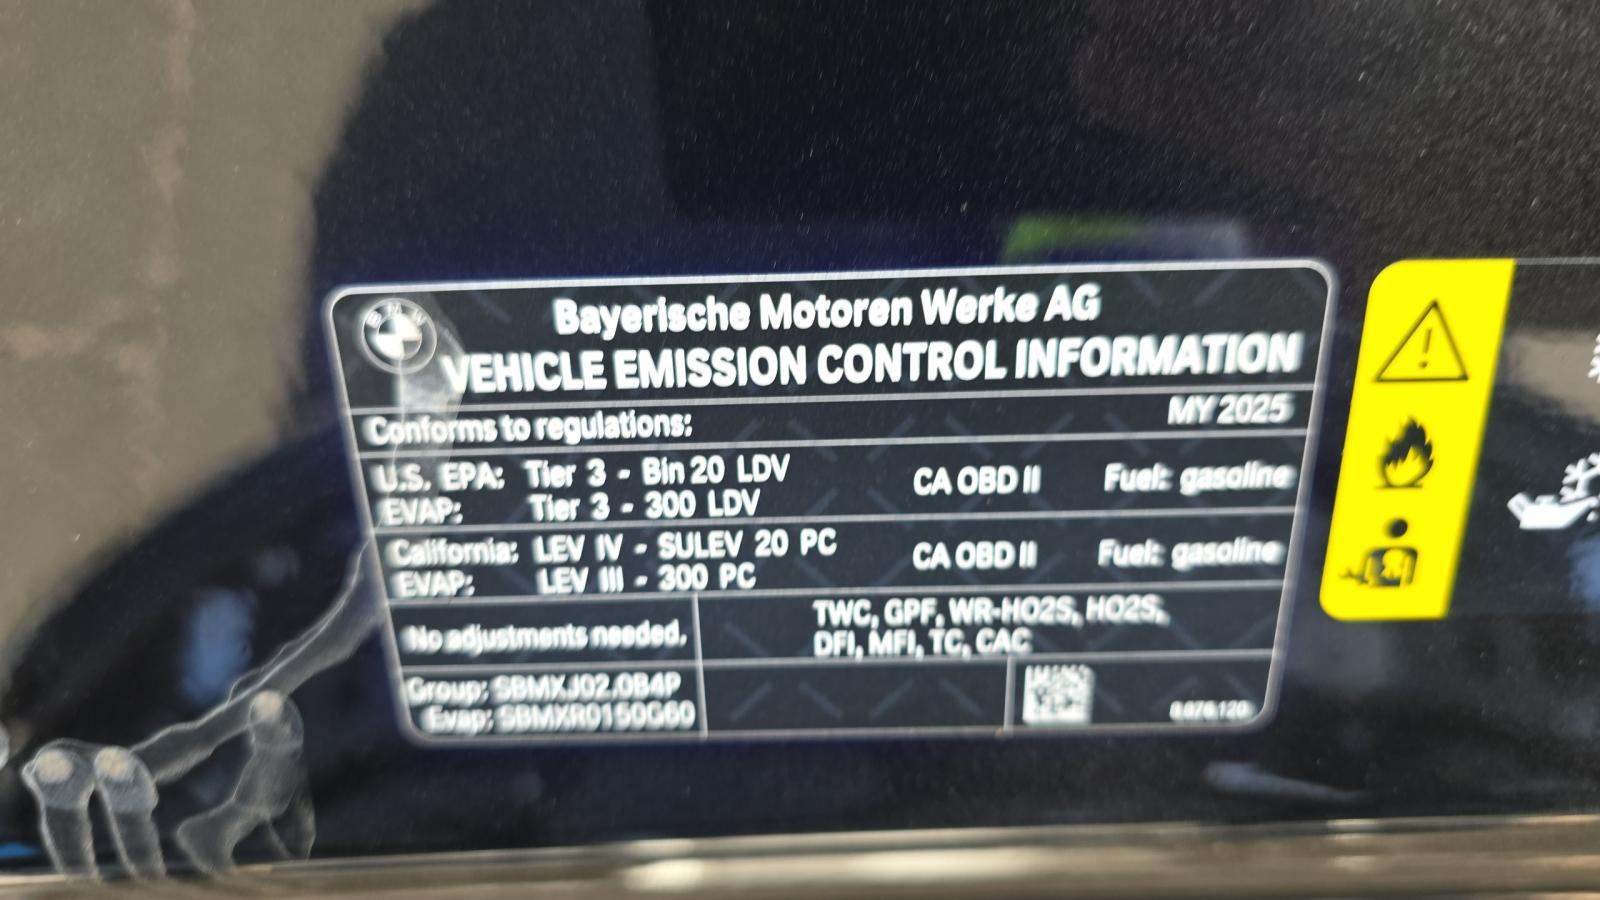 BMW
Bayerische Motoren Werke AG
VEHICLE EMISSION CONTROL INFORMATION
Conforms to regulations: MY 2025
U.S. EPA: Tier 3 - Bin 20 LDV CA OBD II Fuel: gasoline
EVAP: Tier 3 - 300 LDV
California: LEV IV - SULEV 20 PC CA OBD II Fuel: gasoline
EVAP: LEV III - 300 PC
No adjustments needed. TWC, GPF, WR-HO2S, HO2S,
DFI, MFI, TC, CAC
Group: SBMXJ02.0B4P
Evap: SBMXR0150G60